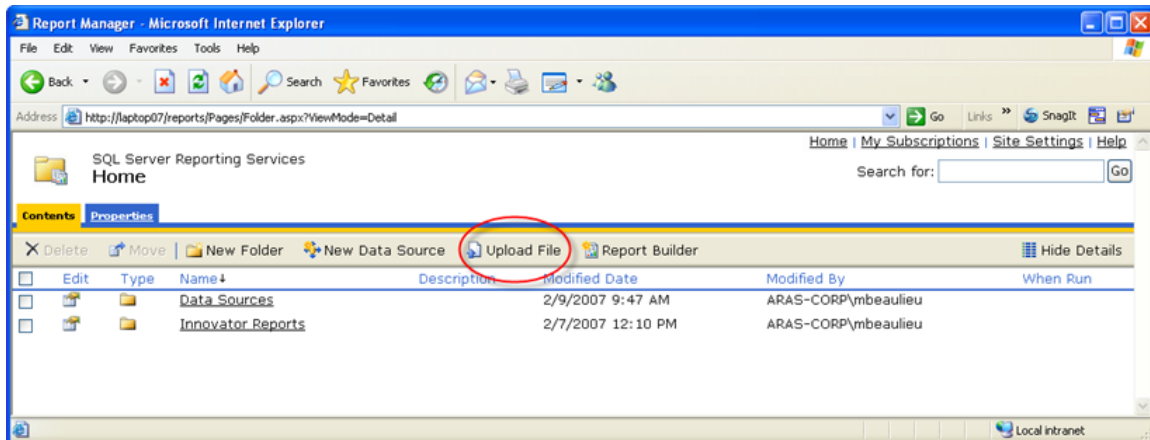 Report Manager - Microsoft Internet Explorer
File Edit View Favorites Tools Help
Back Search Favorites
Address http://laptop07/reports/Pages/Folder.aspx?ViewMode=Detail Go Links » SnagIt
Home | My Subscriptions | Site Settings | Help
SQL Server Reporting Services
Home
Search for: Go
Contents Properties
Delete Move | New Folder New Data Source Upload File Report Builder Hide Details
Edit Type Name↓ Description Modified Date Modified By When Run
Data Sources 2/9/2007 9:47 AM ARAS-CORP\mbeaulieu
Innovator Reports 2/7/2007 12:10 PM ARAS-CORP\mbeaulieu
Local intranet